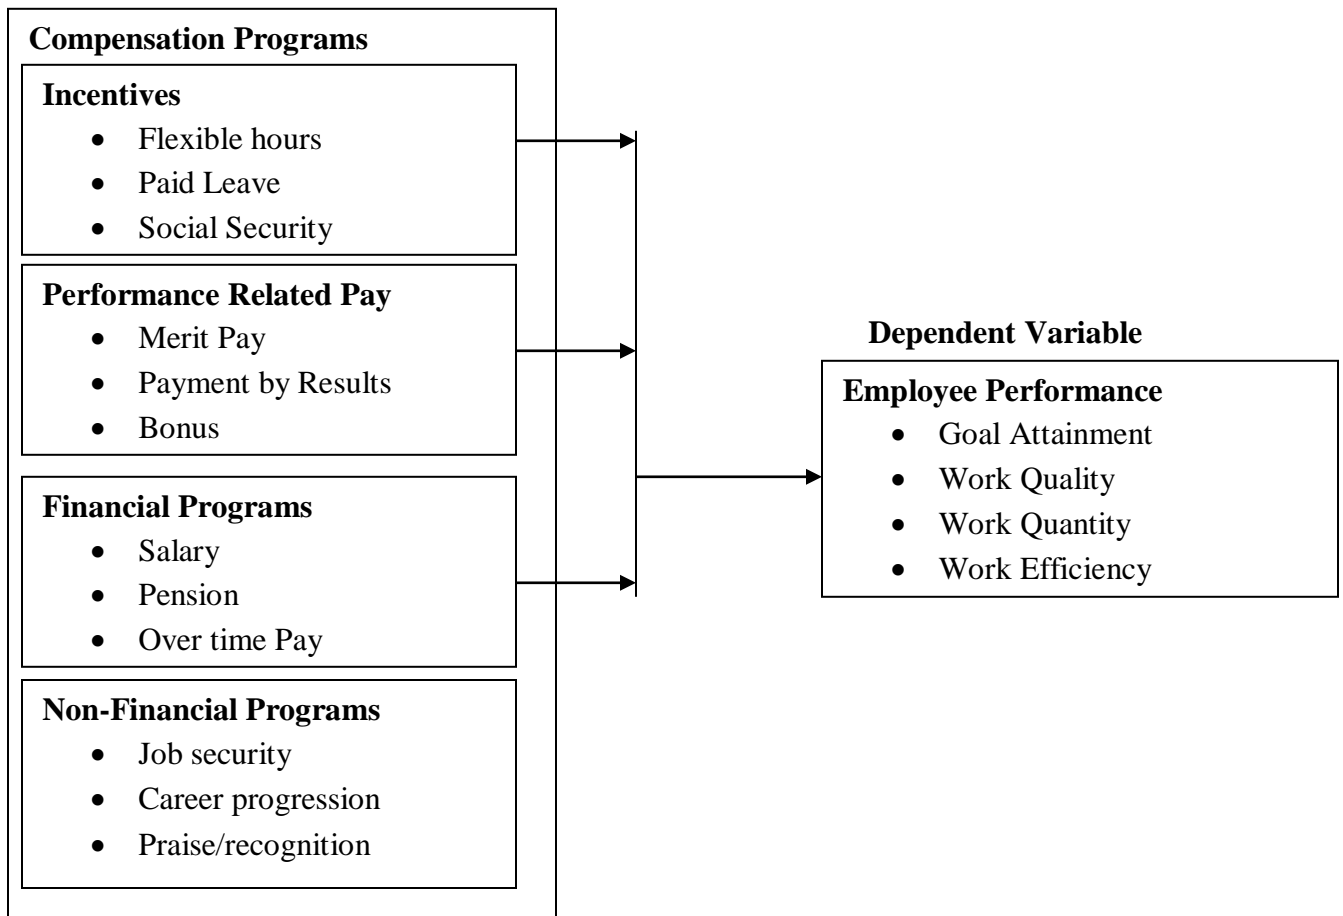 Compensation Programs
Incentives
• Flexible hours
• Paid Leave
• Social Security
Performance Related Pay
• Merit Pay
• Payment by Results
• Bonus
Financial Programs
• Salary
• Pension
• Over time Pay
Non-Financial Programs
• Job security
• Career progression
• Praise/recognition
Dependent Variable
Employee Performance
• Goal Attainment
• Work Quality
• Work Quantity
• Work Efficiency